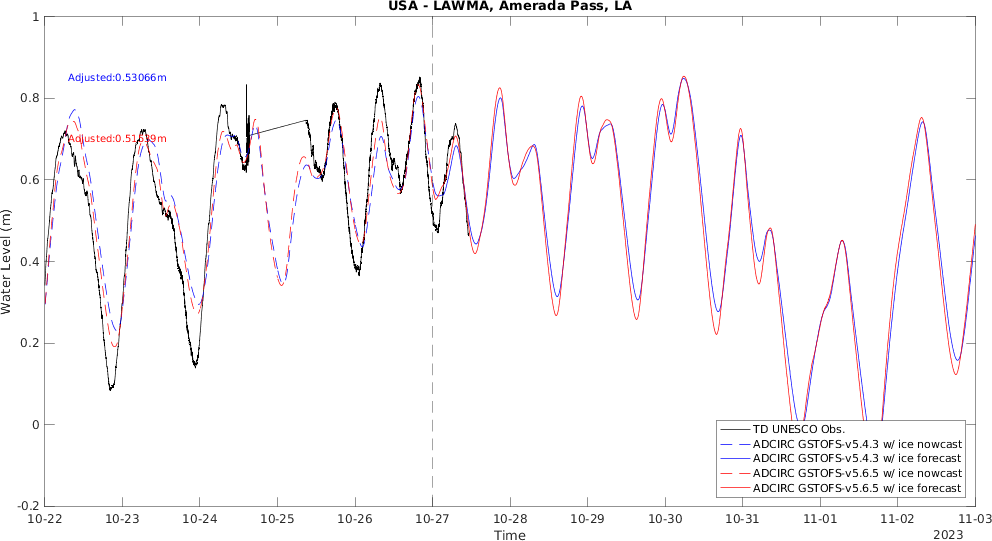 USA - LAWMA, Amerada Pass, LA
Water Level (m)
1
0.8
0.6
0.4
0.2
0
-0.2
Adjusted:0.53066m
TD UNESCO Obs.
ADCIRC GSTOFS-v5.4.3 w/ ice nowcast
ADCIRC GSTOFS-v5.4.3 w/ ice forecast
ADCIRC GSTOFS-v5.6.5 w/ ice nowcast
ADCIRC GSTOFS-v5.6.5 w/ ice forecast
10-22 10-23 10-24 10-25 10-26 10-27 10-28 10-29 10-30 10-31 11-01 11-02 11-03
Time
2023